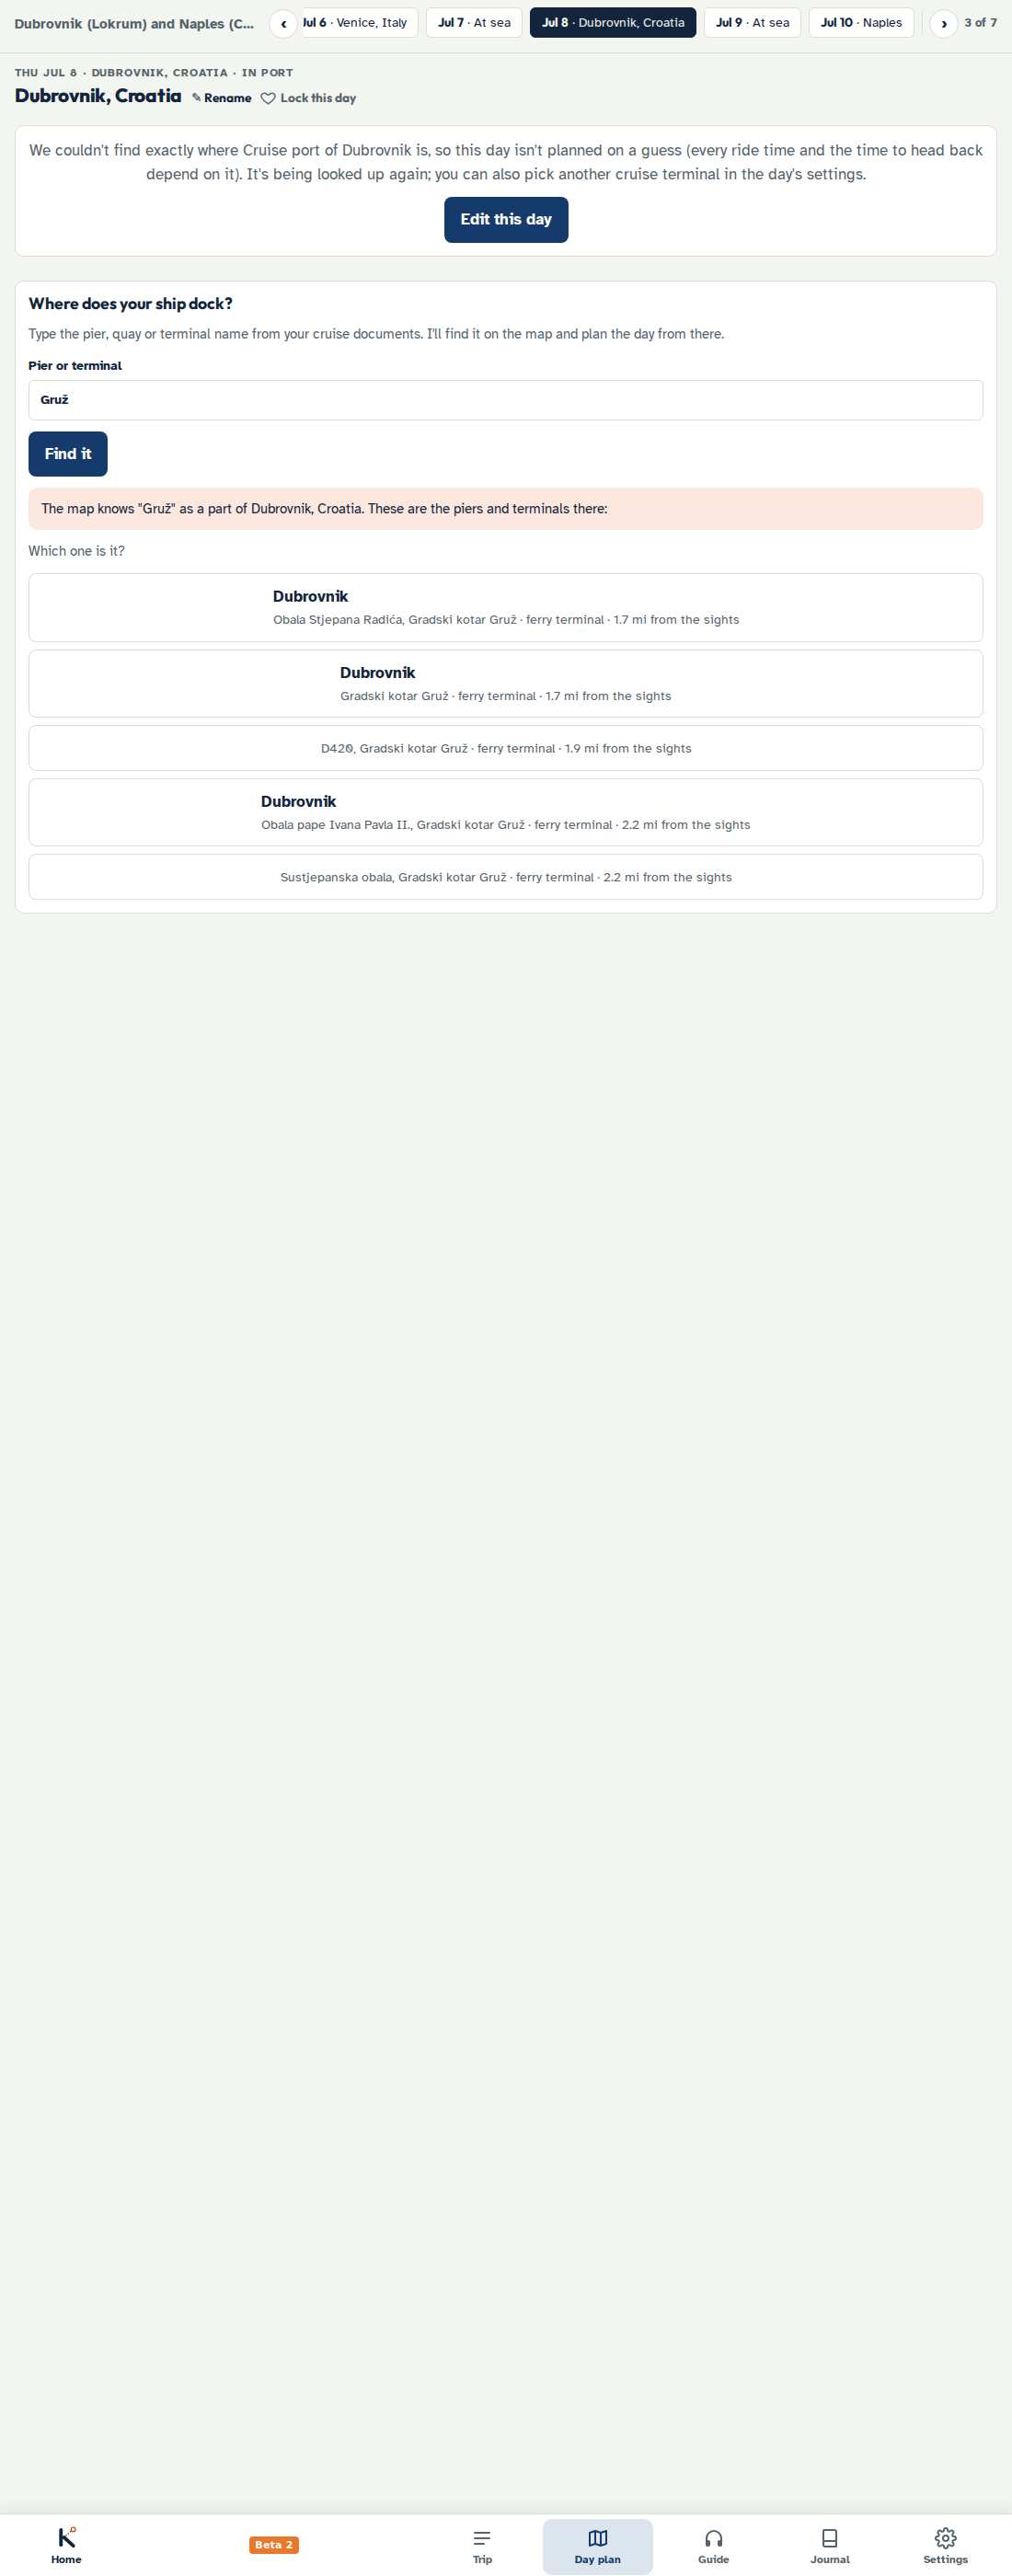 Dubrovnik (Lokrum) and Naples (C...
‹
Jul 6 · Venice, Italy
Jul 7 · At sea
Jul 8 · Dubrovnik, Croatia
Jul 9 · At sea
Jul 10 · Naples
›
3 of 7
THU JUL 8 · DUBROVNIK, CROATIA · IN PORT
Dubrovnik, Croatia ✎ Rename Lock this day
We couldn't find exactly where Cruise port of Dubrovnik is, so this day isn't planned on a guess (every ride time and the time to head back
depend on it). It's being looked up again; you can also pick another cruise terminal in the day's settings.
Edit this day
Where does your ship dock?
Type the pier, quay or terminal name from your cruise documents. I'll find it on the map and plan the day from there.
Pier or terminal
Gruž
Find it
The map knows "Gruž" as a part of Dubrovnik, Croatia. These are the piers and terminals there:
Which one is it?
Dubrovnik
Obala Stjepana Radića, Gradski kotar Gruž · ferry terminal · 1.7 mi from the sights
Dubrovnik
Gradski kotar Gruž · ferry terminal · 1.7 mi from the sights
D420, Gradski kotar Gruž · ferry terminal · 1.9 mi from the sights
Dubrovnik
Obala pape Ivana Pavla II., Gradski kotar Gruž · ferry terminal · 2.2 mi from the sights
Sustjepanska obala, Gradski kotar Gruž · ferry terminal · 2.2 mi from the sights
Home
Beta 2
Trip
Day plan
Guide
Journal
Settings